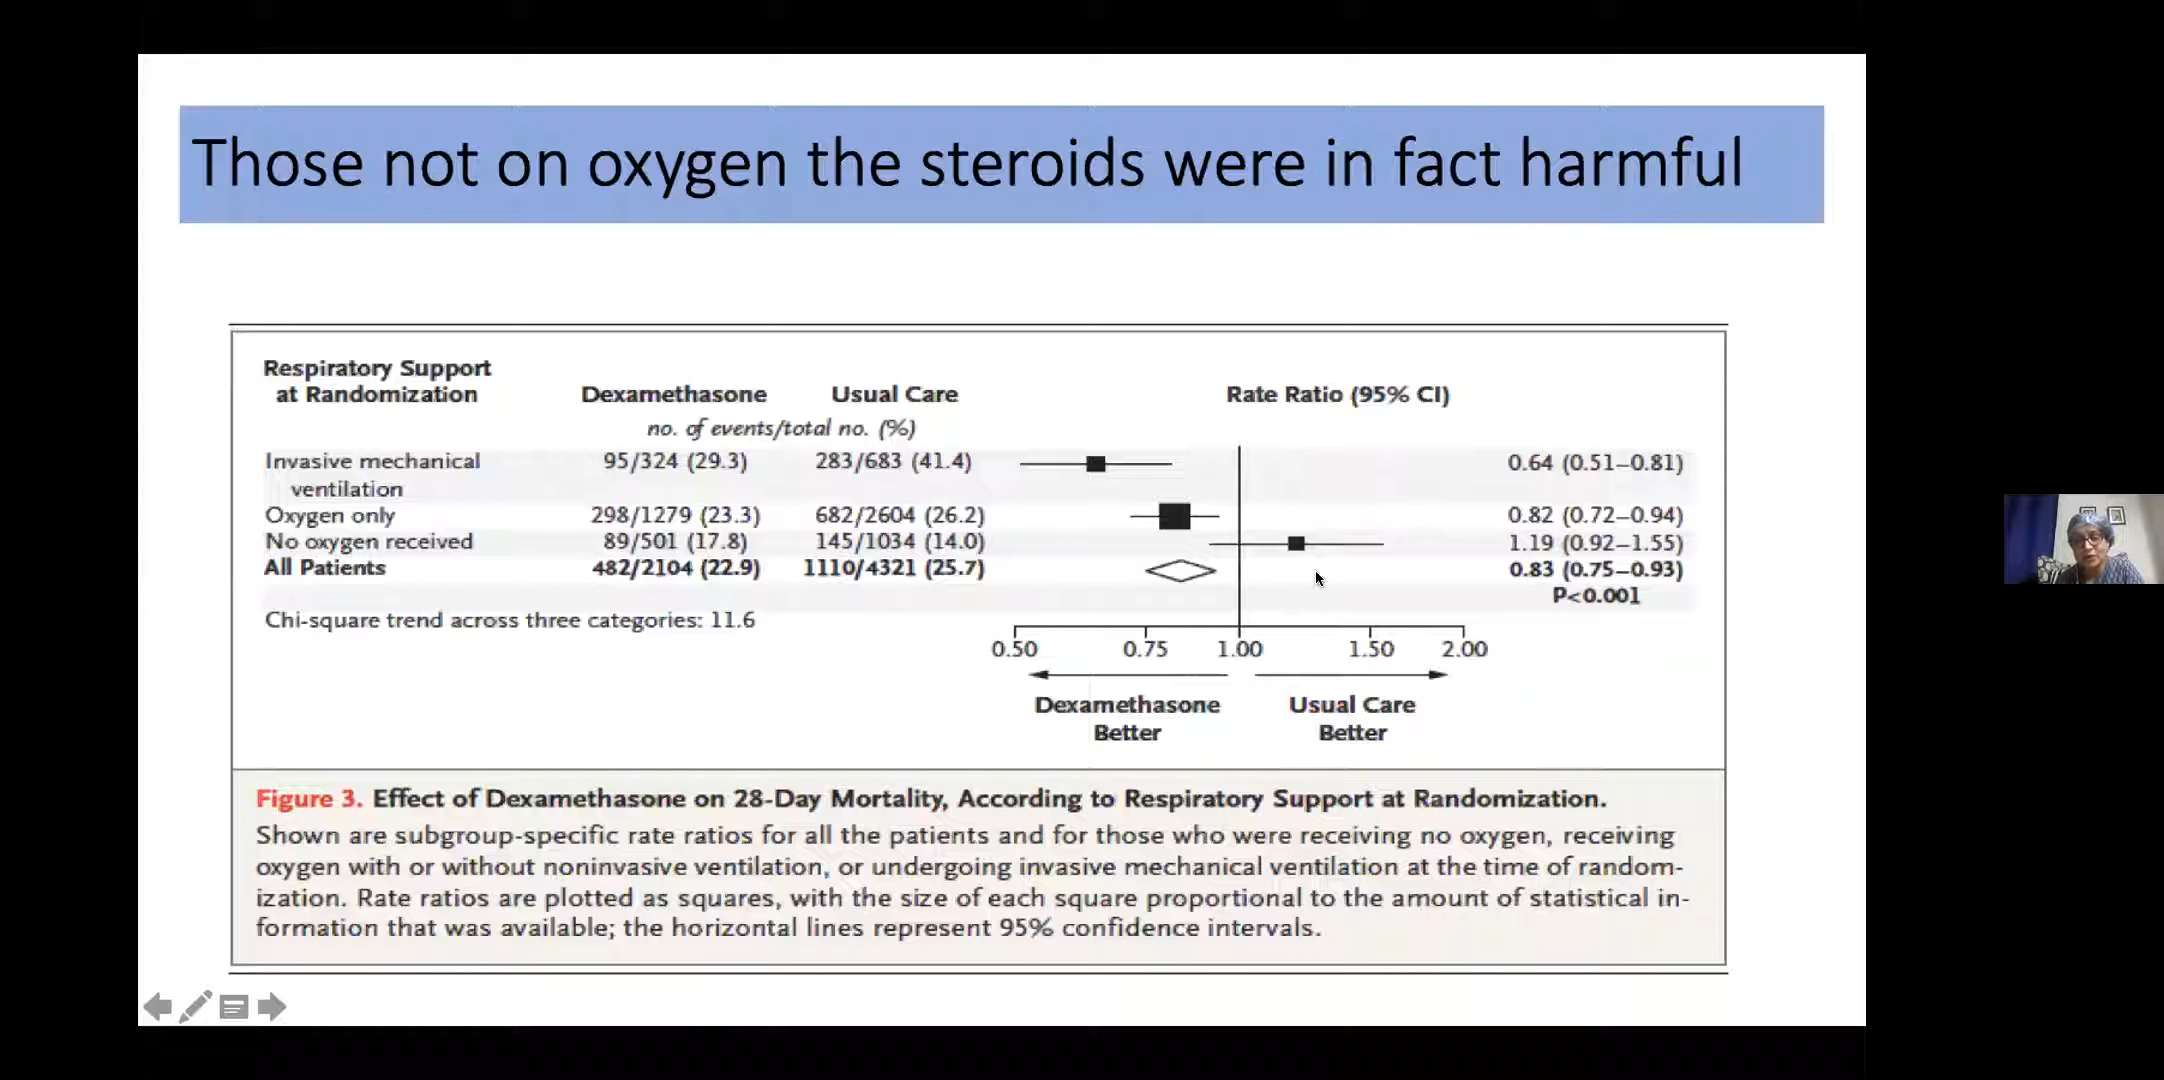 Those not on oxygen the steroids were in fact harmful
Respiratory Support
at Randomization Dexamethasone Usual Care Rate Ratio (95% CI)
no. of events/total no. (%)
Invasive mechanical 95/324 (29.3) 283/683 (41.4) 0.64 (0.51–0.81)
ventilation
Oxygen only 298/1279 (23.3) 682/2604 (26.2) 0.82 (0.72–0.94)
No oxygen received 89/501 (17.8) 145/1034 (14.0) 1.19 (0.92–1.55)
All Patients 482/2104 (22.9) 1110/4321 (25.7) 0.83 (0.75–0.93)
P<0.001
Chi-square trend across three categories: 11.6
0.50 0.75 1.00 1.50 2.00
Dexamethasone Usual Care
Better Better
Figure 3. Effect of Dexamethasone on 28-Day Mortality, According to Respiratory Support at Randomization.
Shown are subgroup-specific rate ratios for all the patients and for those who were receiving no oxygen, receiving
oxygen with or without noninvasive ventilation, or undergoing invasive mechanical ventilation at the time of random-
ization. Rate ratios are plotted as squares, with the size of each square proportional to the amount of statistical in-
formation that was available; the horizontal lines represent 95% confidence intervals.